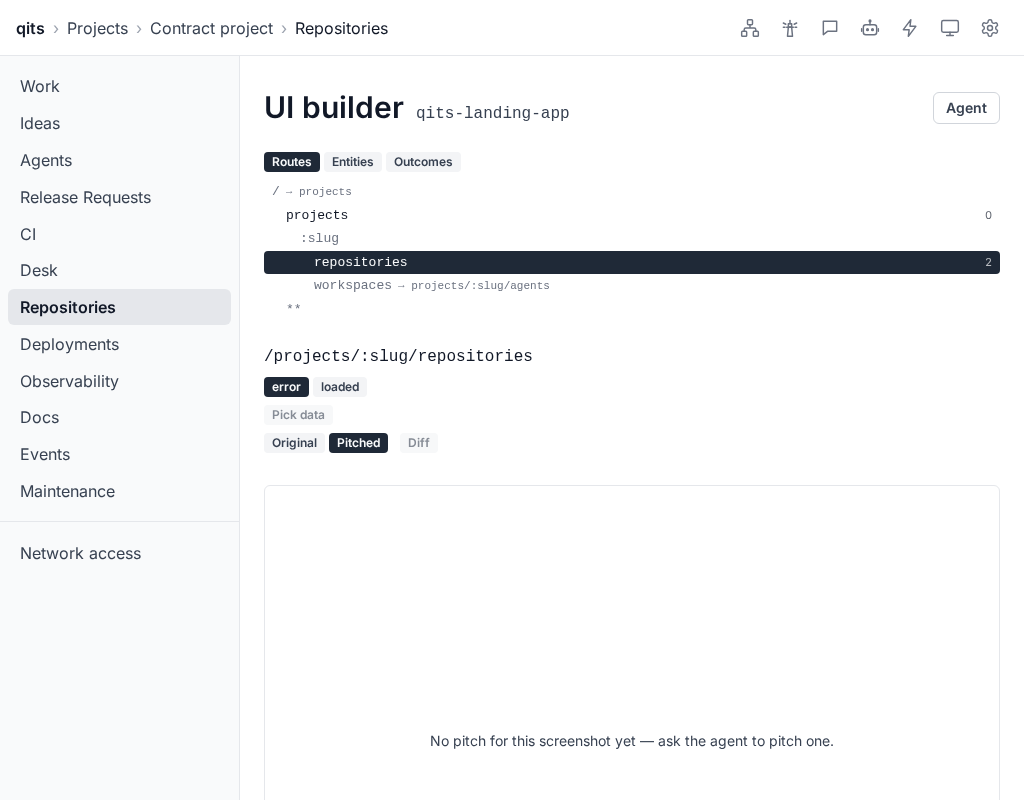 qits › Projects › Contract project › Repositories
Work
Ideas
Agents
Release Requests
CI
Desk
Repositories
Deployments
Observability
Docs
Events
Maintenance
Network access
UI builder qits-landing-app
Agent
Routes Entities Outcomes
/ → projects
projects 0
:slug
repositories 2
workspaces → projects/:slug/agents
**
/projects/:slug/repositories
error loaded
Pick data
Original Pitched Diff
No pitch for this screenshot yet — ask the agent to pitch one.